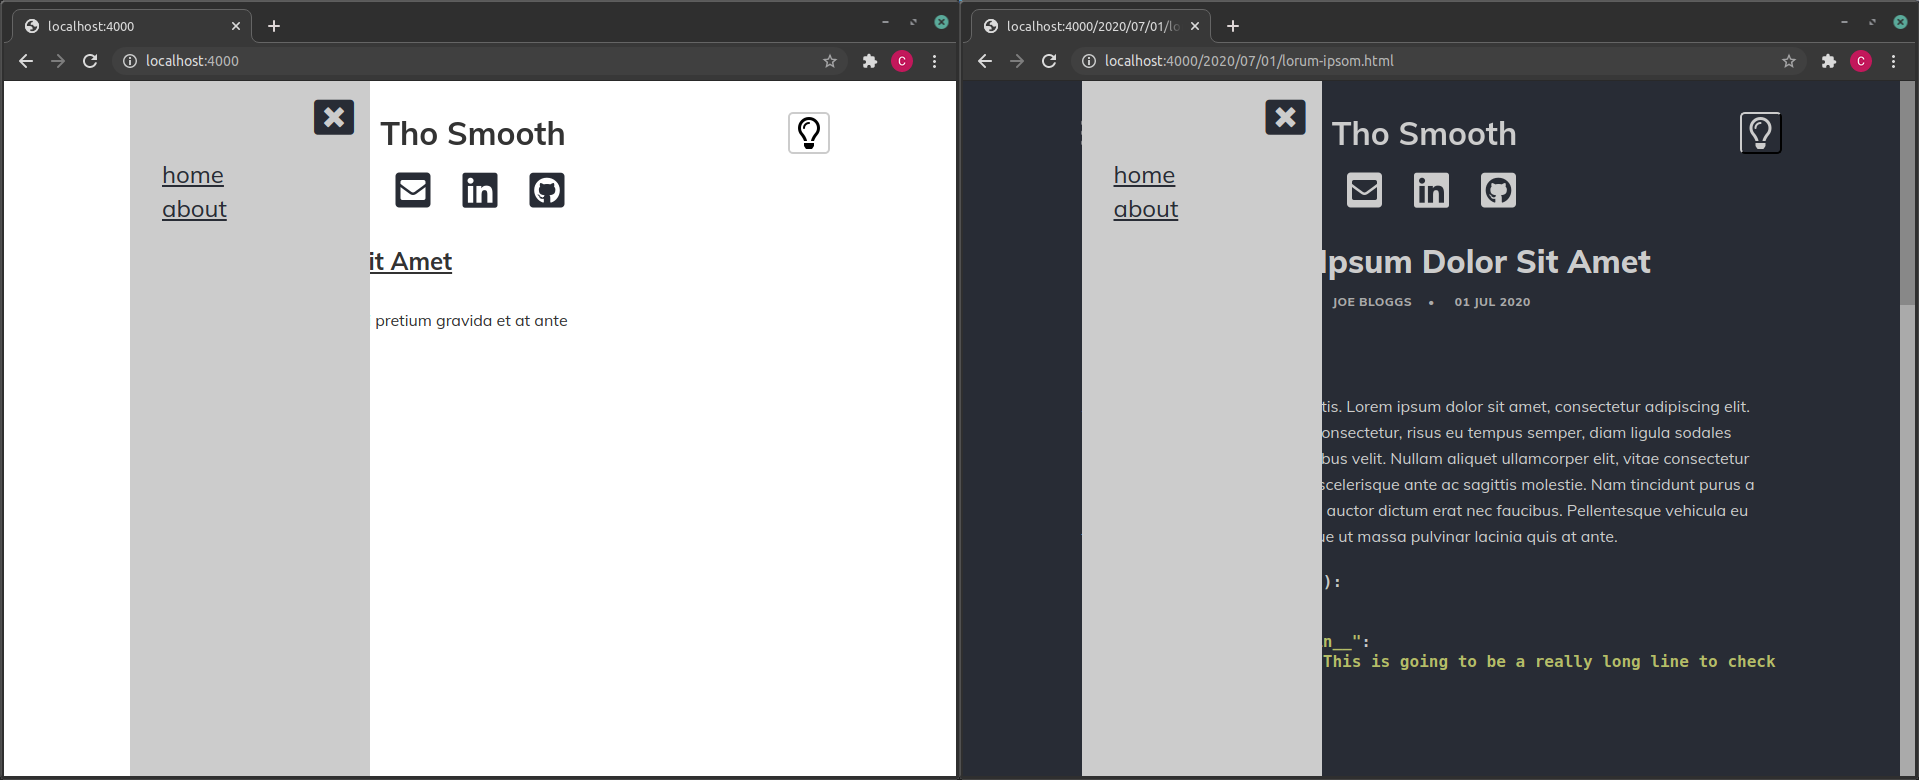 localhost:4000
localhost:4000
home
about
Tho Smooth
it Amet
pretium gravida et at ante
localhost:4000/2020/07/01/lo
localhost:4000/2020/07/01/lorum-ipsom.html
C
C
home
about
Tho Smooth
Ipsum Dolor Sit Amet
JOE BLOGGS • 01 JUL 2020
tis. Lorem ipsum dolor sit amet, consectetur adipiscing elit.
onsectetur, risus eu tempus semper, diam ligula sodales
bus velit. Nullam aliquet ullamcorper elit, vitae consectetur
scelerisque ante ac sagittis molestie. Nam tincidunt purus a
auctor dictum erat nec faucibus. Pellentesque vehicula eu
ue ut massa pulvinar lacinia quis at ante.
):
n__":
This is going to be a really long line to check